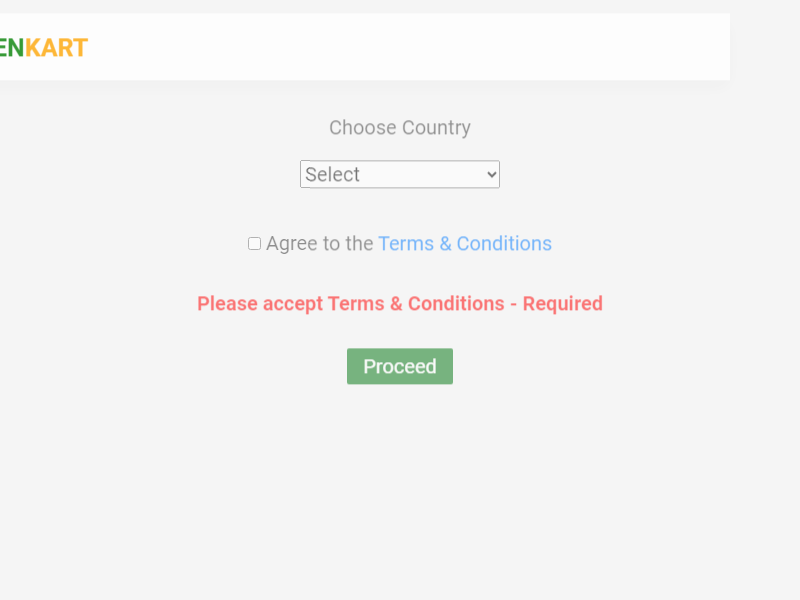 ENKART
Choose Country
Select
Agree to the Terms & Conditions
Please accept Terms & Conditions - Required
Proceed